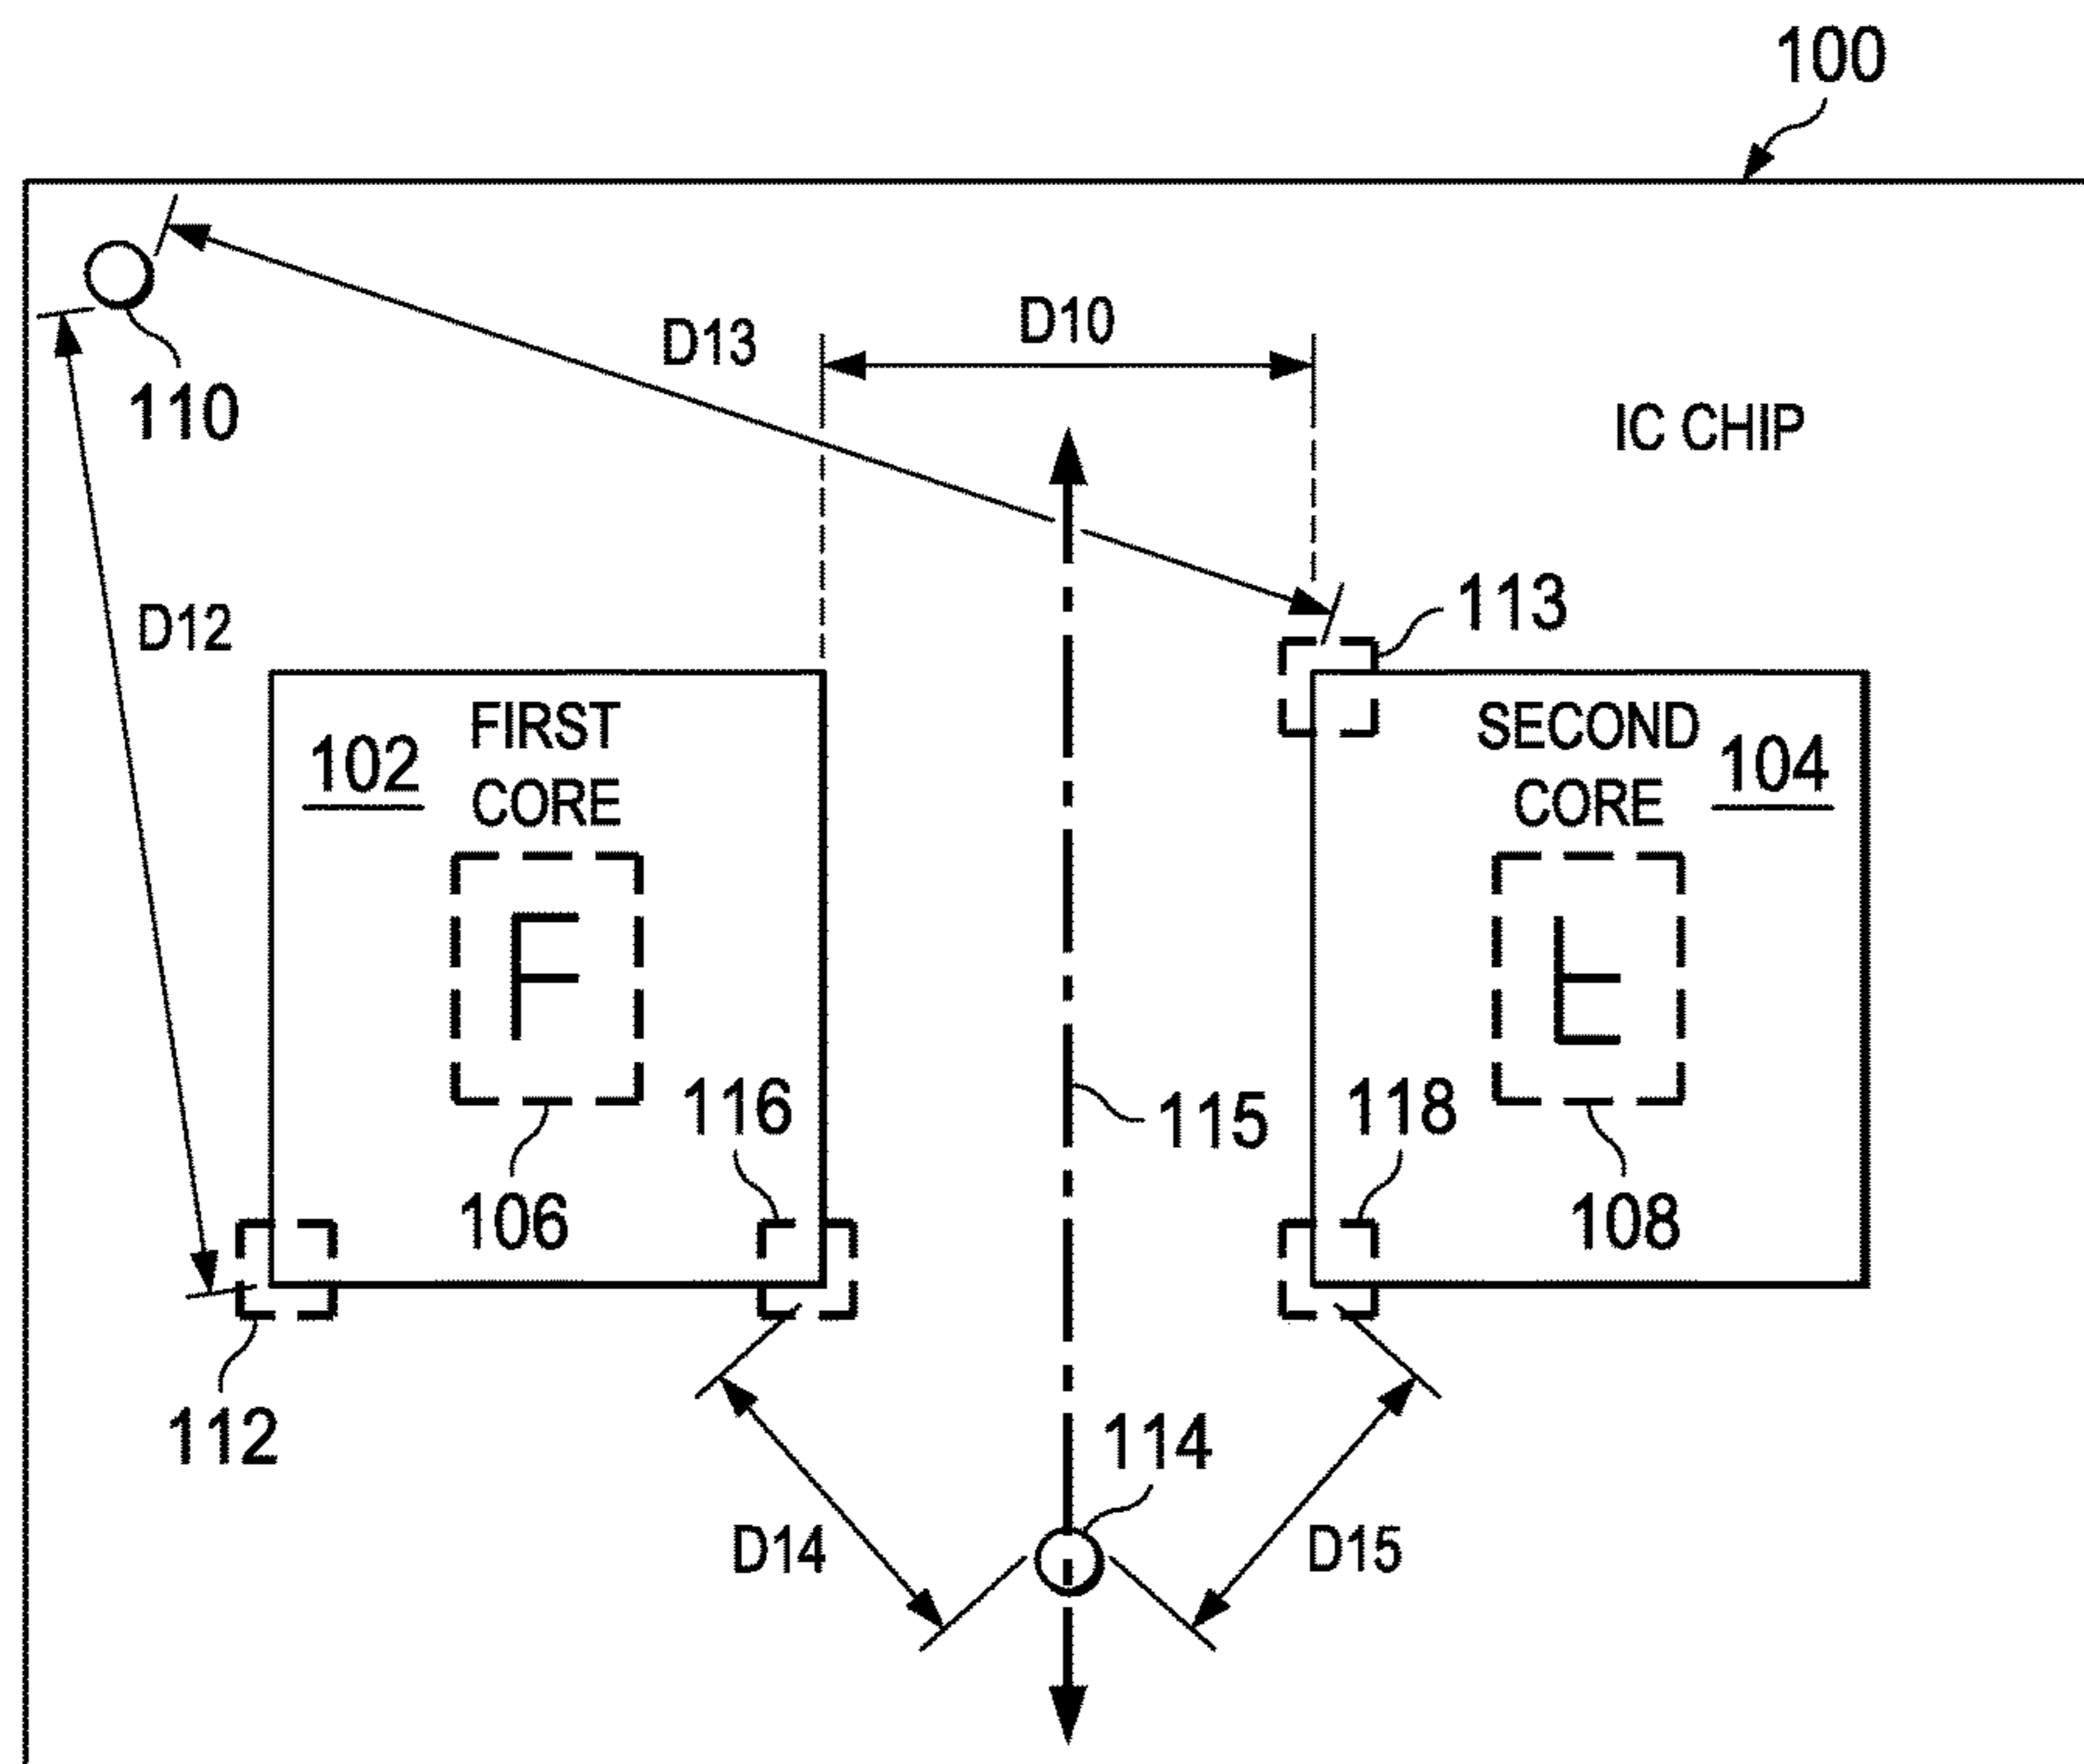 100
D10
D13
110
IC CHIP
113
D12
FIRST
CORE
102
SECOND
CORE
104
F
116
115
118
106
108
112
114
D14
D15